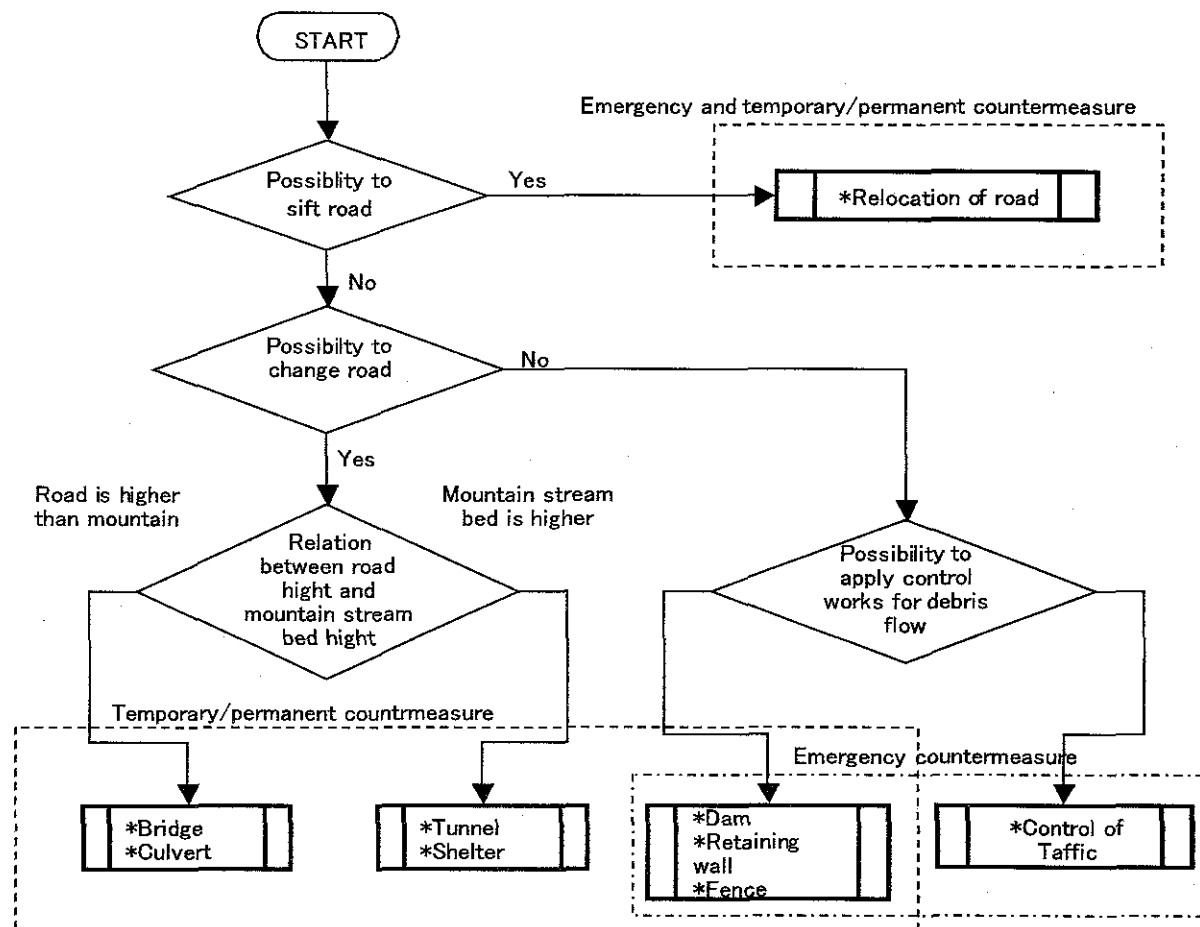 START
Emergency and temporary/permanent countermeasure
Possiblity to
sift road
Yes
*Relocation of road
No
Possibilty to
change road
No
Yes
Road is higher
than mountain
Mountain stream
bed is higher
Relation
between road
hight and
mountain stream
bed hight
Possibility to
apply control
works for debris
flow
Temporary/permanent countrmeasure
Emergency countermeasure
*Bridge
*Culvert
*Tunnel
*Shelter
*Dam
*Retaining
wall
*Fence
*Control of
Taffic